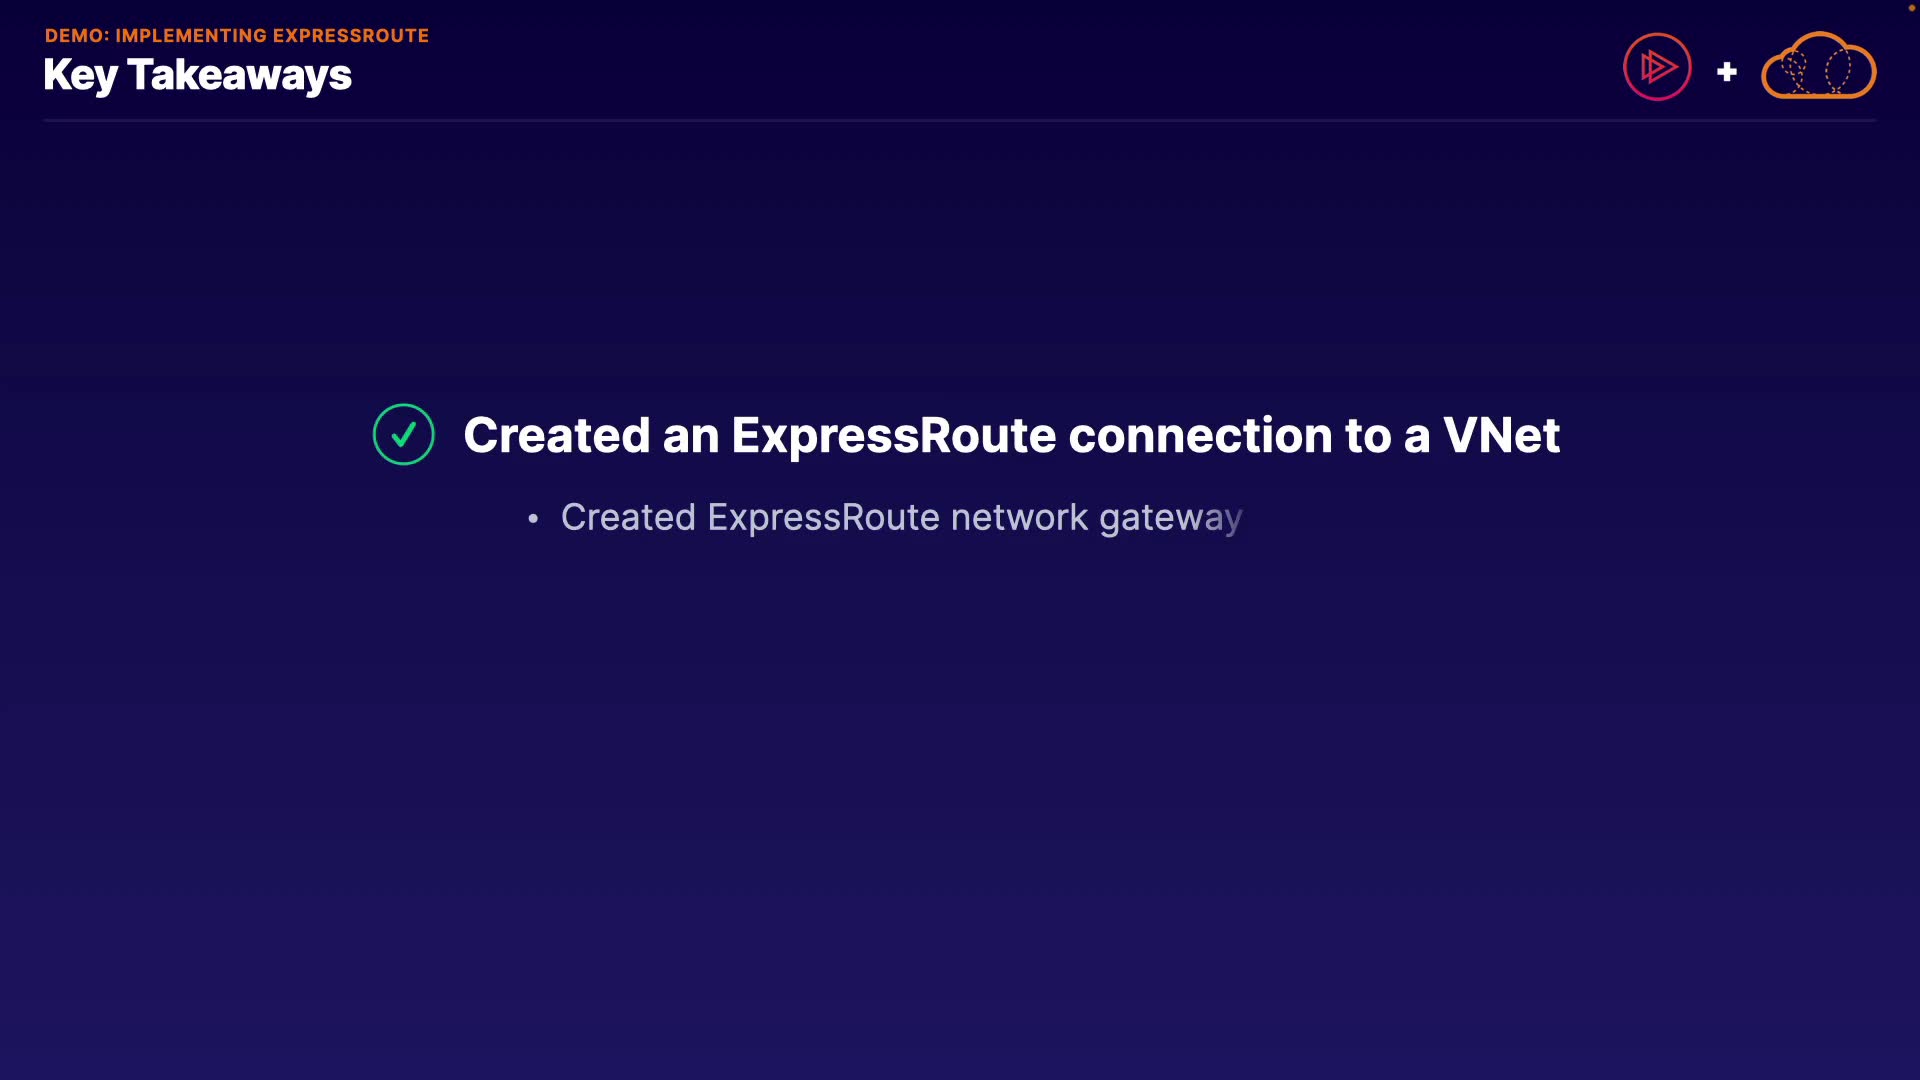 DEMO: IMPLEMENTING EXPRESSROUTE
Key Takeaways
+
Created an ExpressRoute connection to a VNet
• Created ExpressRoute network gateway